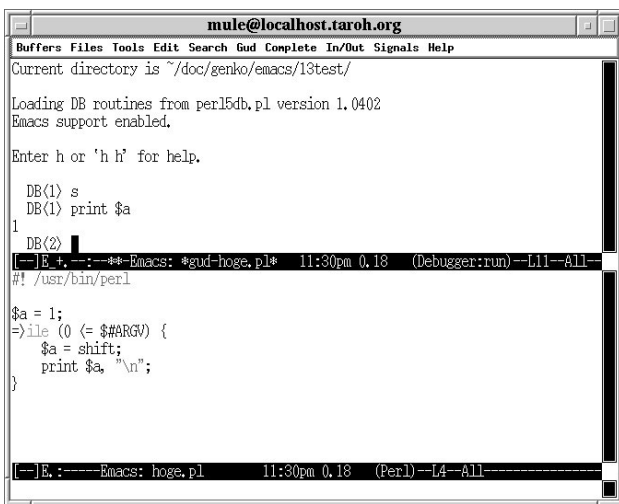 mule@localhost.taroh.org
Buffers Files Tools Edit Search Gud Complete In/Out Signals Help
Current directory is ~/doc/genko/emacs/13test/
Loading DB routines from perl5db.pl version 1.0402
Emacs support enabled.
Enter h or `h h' for help.
DB<1> s
DB<1> print $a
1
DB<2>
[--]E_+.--:--**-Emacs: *gud-hoge.pl* 11:30pm 0.18 (Debugger:run)--L11--All--
#! /usr/bin/perl
$a = 1;
=>ile (0 <= $#ARGV) {
    $a = shift;
    print $a, "\n";
}
[--]E.:-----Emacs: hoge.pl 11:30pm 0.18 (Perl)--L4--All----------------